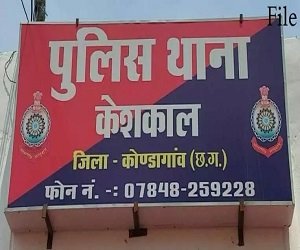 File
पुलिस थाना
केशकाल
जिला - कोण्डागांव (छ.ग.)
फोन नं. -: 07848-259228